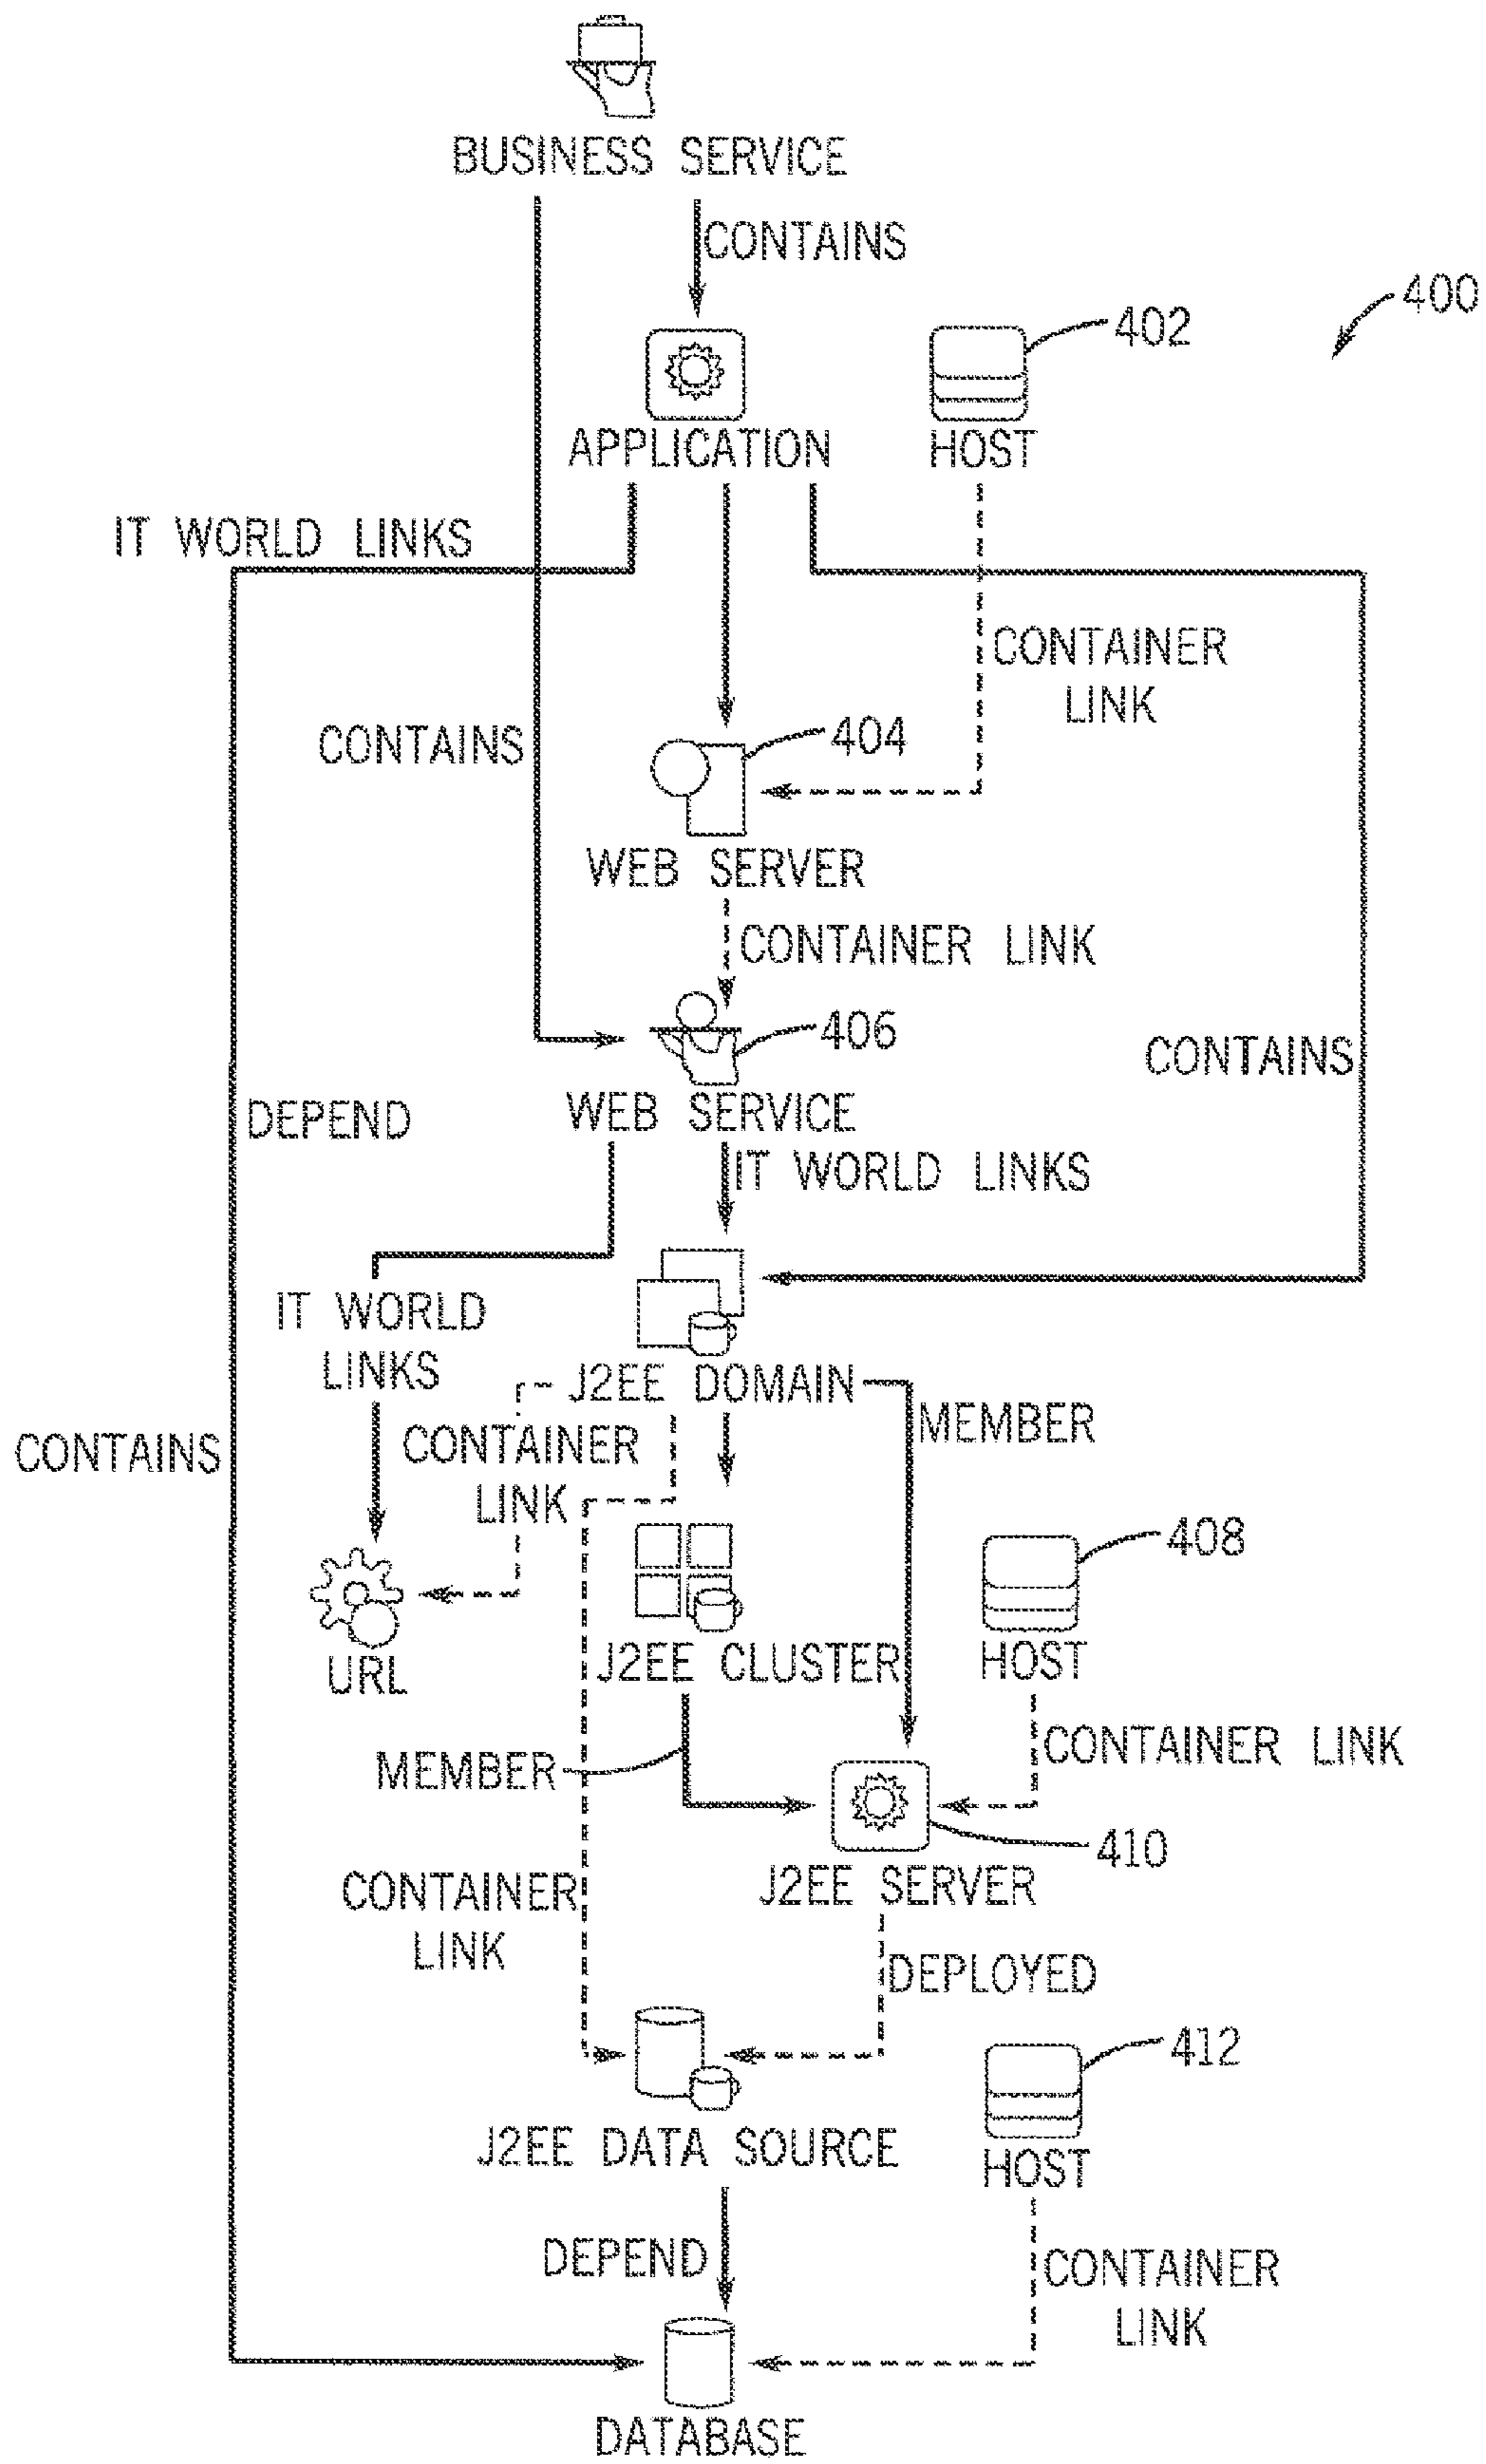 BUSINESS SERVICE
CONTAINS
400
402
APPLICATION
HOST
IT WORLD LINKS
CONTAINER
LINK
CONTAINS
404
WEB SERVER
CONTAINER LINK
406
CONTAINS
DEPEND
WEB SERVICE
IT WORLD LINKS
IT WORLD
LINKS
J2EE DOMAIN
MEMBER
CONTAINS
CONTAINER
LINK
408
URL
J2EE CLUSTER
HOST
MEMBER
CONTAINER LINK
410
CONTAINER
LINK
J2EE SERVER
DEPLOYED
412
J2EE DATA SOURCE
HOST
DEPEND
CONTAINER
LINK
DATABASE